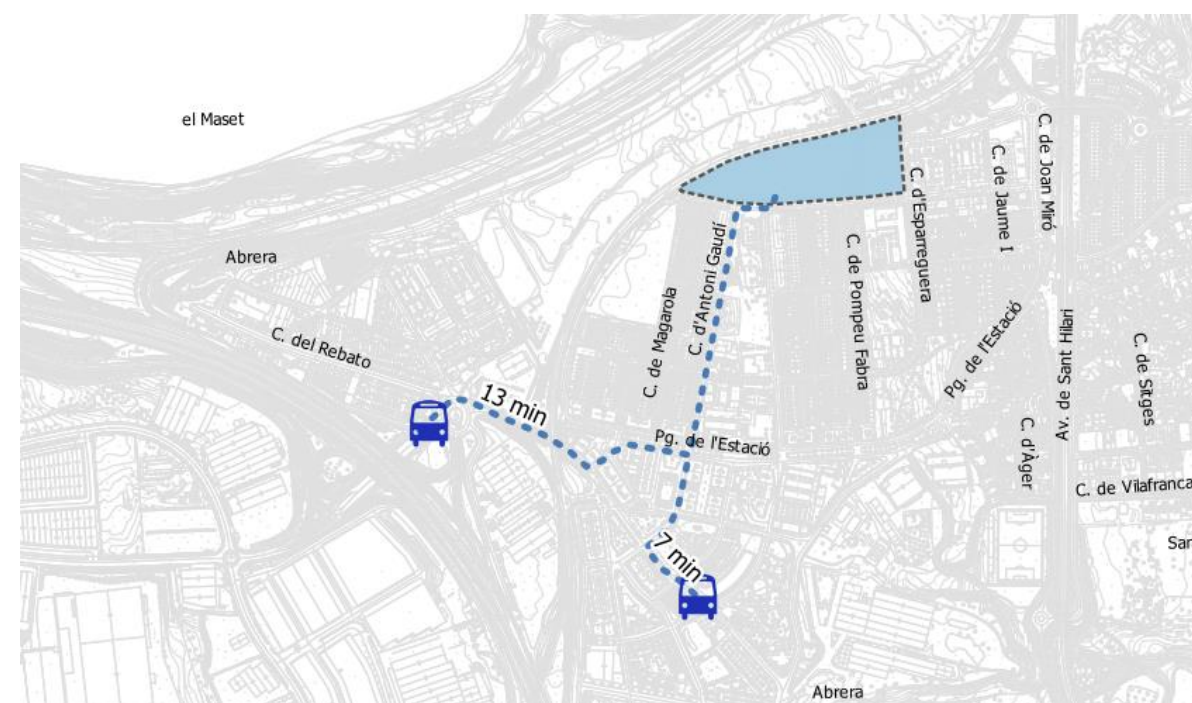 el Maset
C. de Joan Miró
C. de Jaume I
C. d'Esparreguera
Abrera
C. d'Antoni Gaudí
C. de Pompeu Fabra
C. de Magarola
C. del Rebato
Pg. de l'Estació
Av. de Sant Hilari
C. de Sitges
13 min
Pg. de l'Estació
C. d'Àger
C. de Vilafranca
7 min
San
Abrera